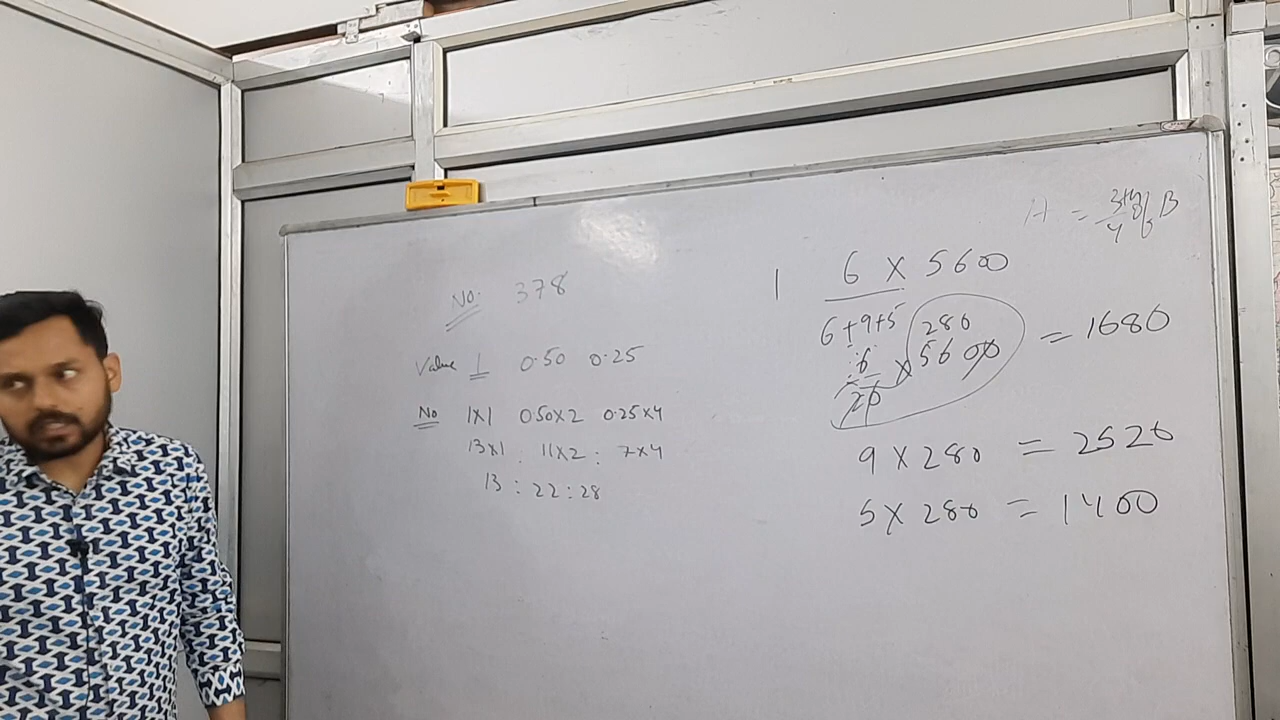 No. 378
Value 1 0.50 0.25
No 1X1 0.50X2 0.25X4
13X1 : 11X2 : 7X4
13 : 22 : 28
A = 3/4 of B
1 6 X 5600
6+9+5
280
6/20 X 5600 = 1680
9 X 280 = 2520
5 X 280 = 1400